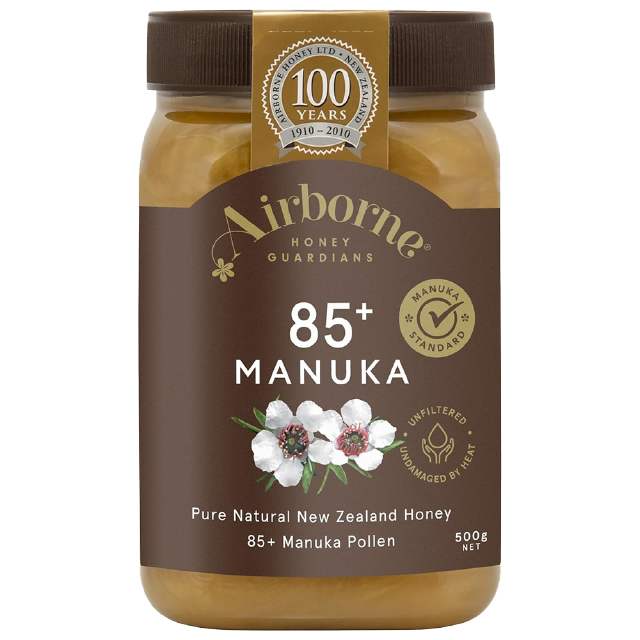 AIRBORNE HONEY LTD • NEW ZEALAND
100
YEARS
1910 – 2010
Airborne®
HONEY
GUARDIANS
85+
MANUKA
MANUKA
STANDARD
UNFILTERED
UNDAMAGED BY HEAT
Pure Natural New Zealand Honey
85+ Manuka Pollen
500g
NET